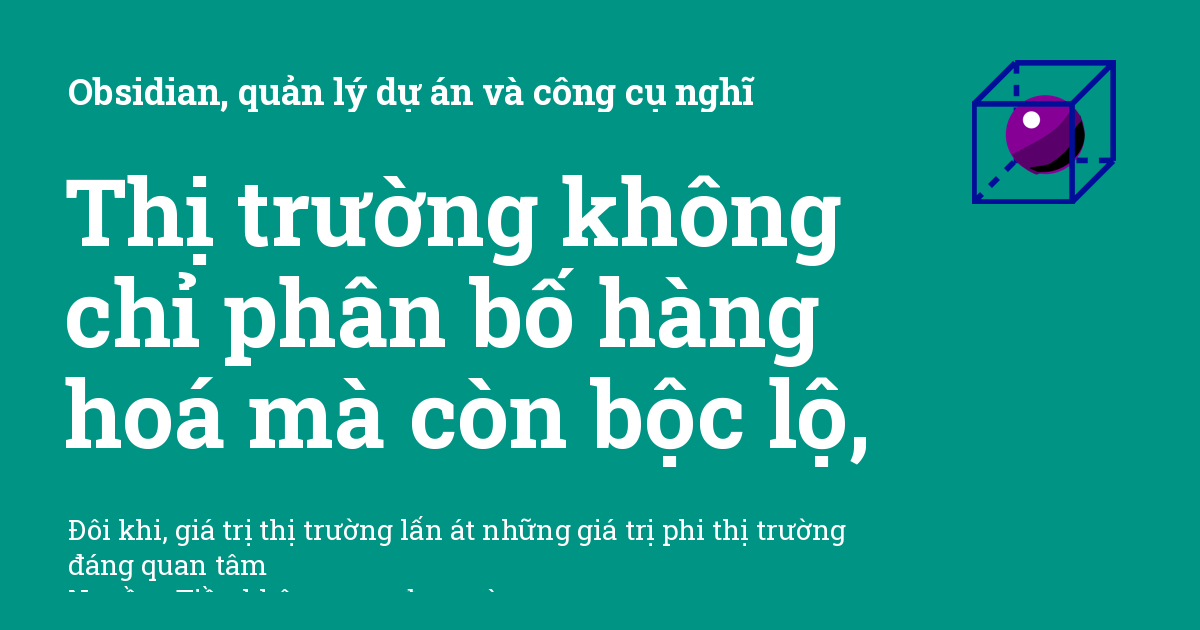 Obsidian, quản lý dự án và công cụ nghĩ
Thị trường không
chỉ phân bố hàng
hoá mà còn bộc lộ,
Đôi khi, giá trị thị trường lấn át những giá trị phi thị trường
đáng quan tâm